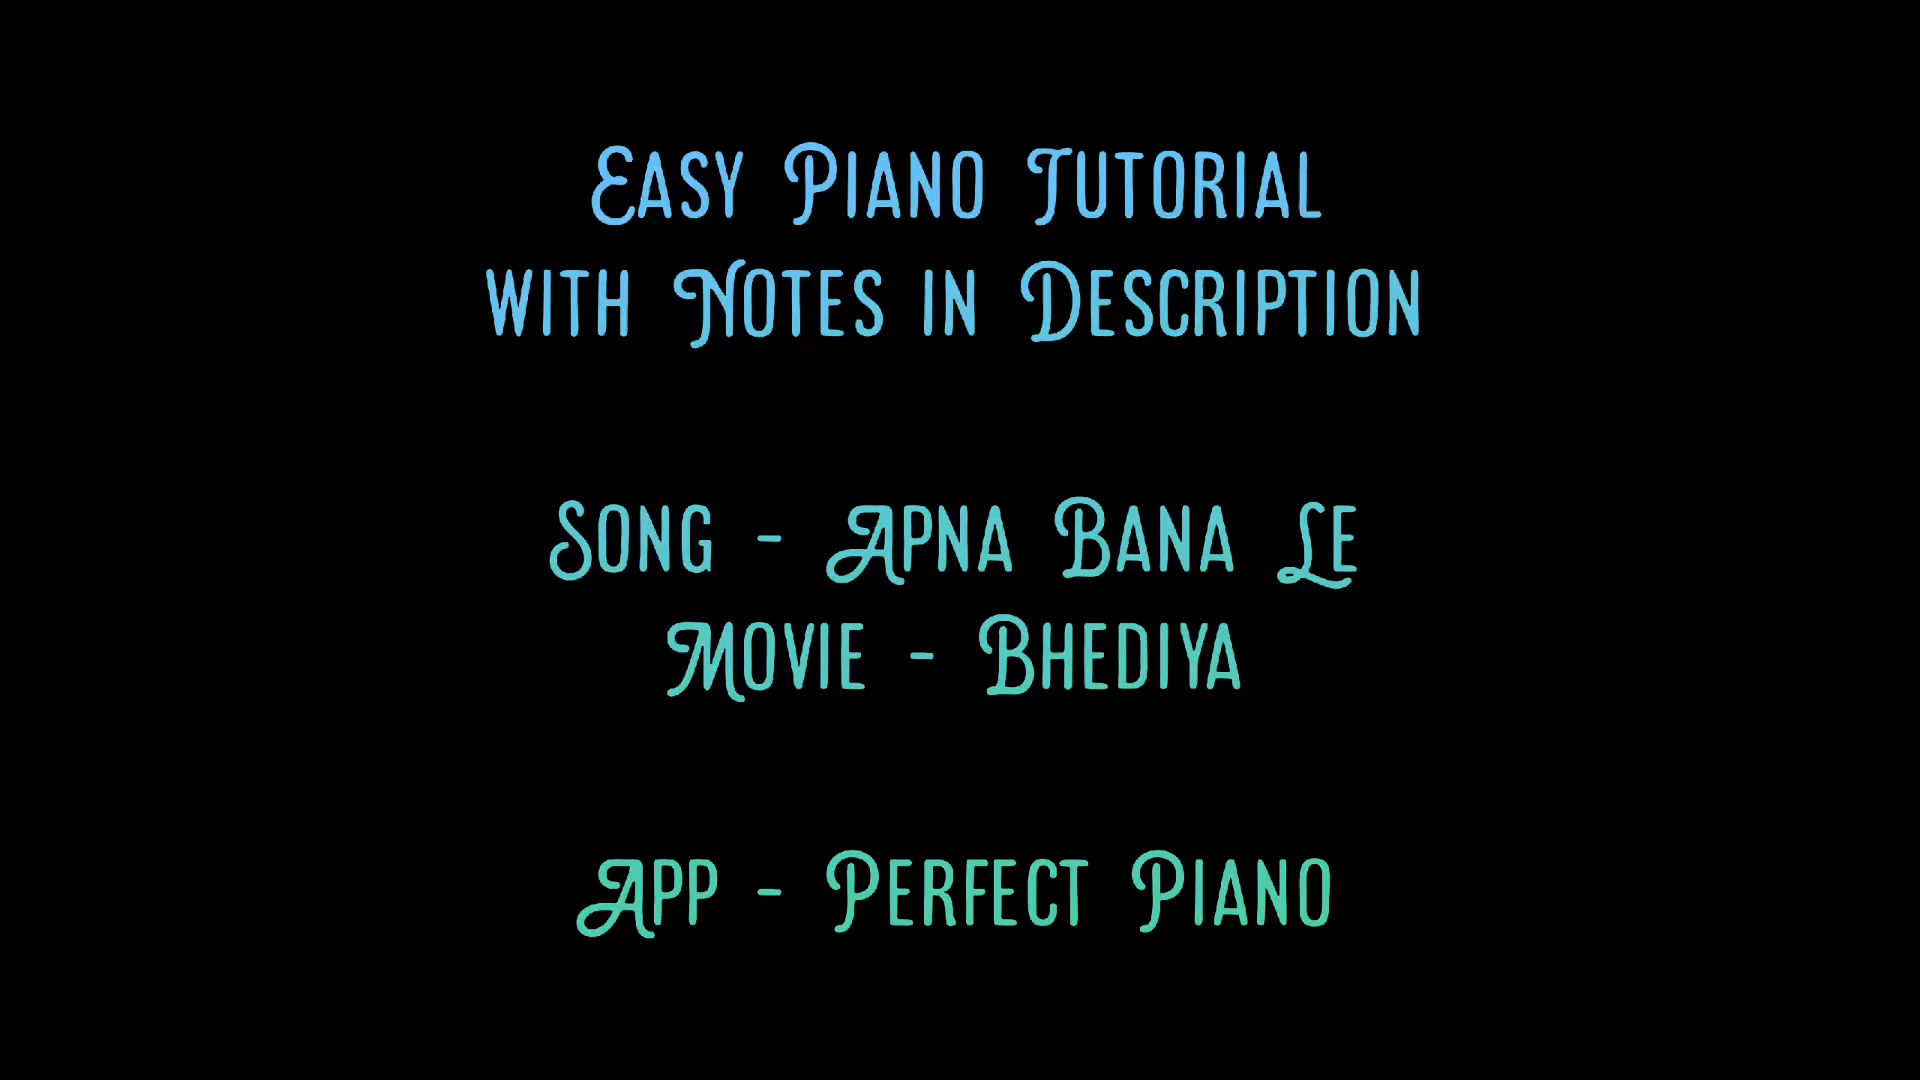 Easy Piano Tutorial
with Notes in Description
Song - Apna Bana Le
Movie - Bhediya
App - Perfect Piano